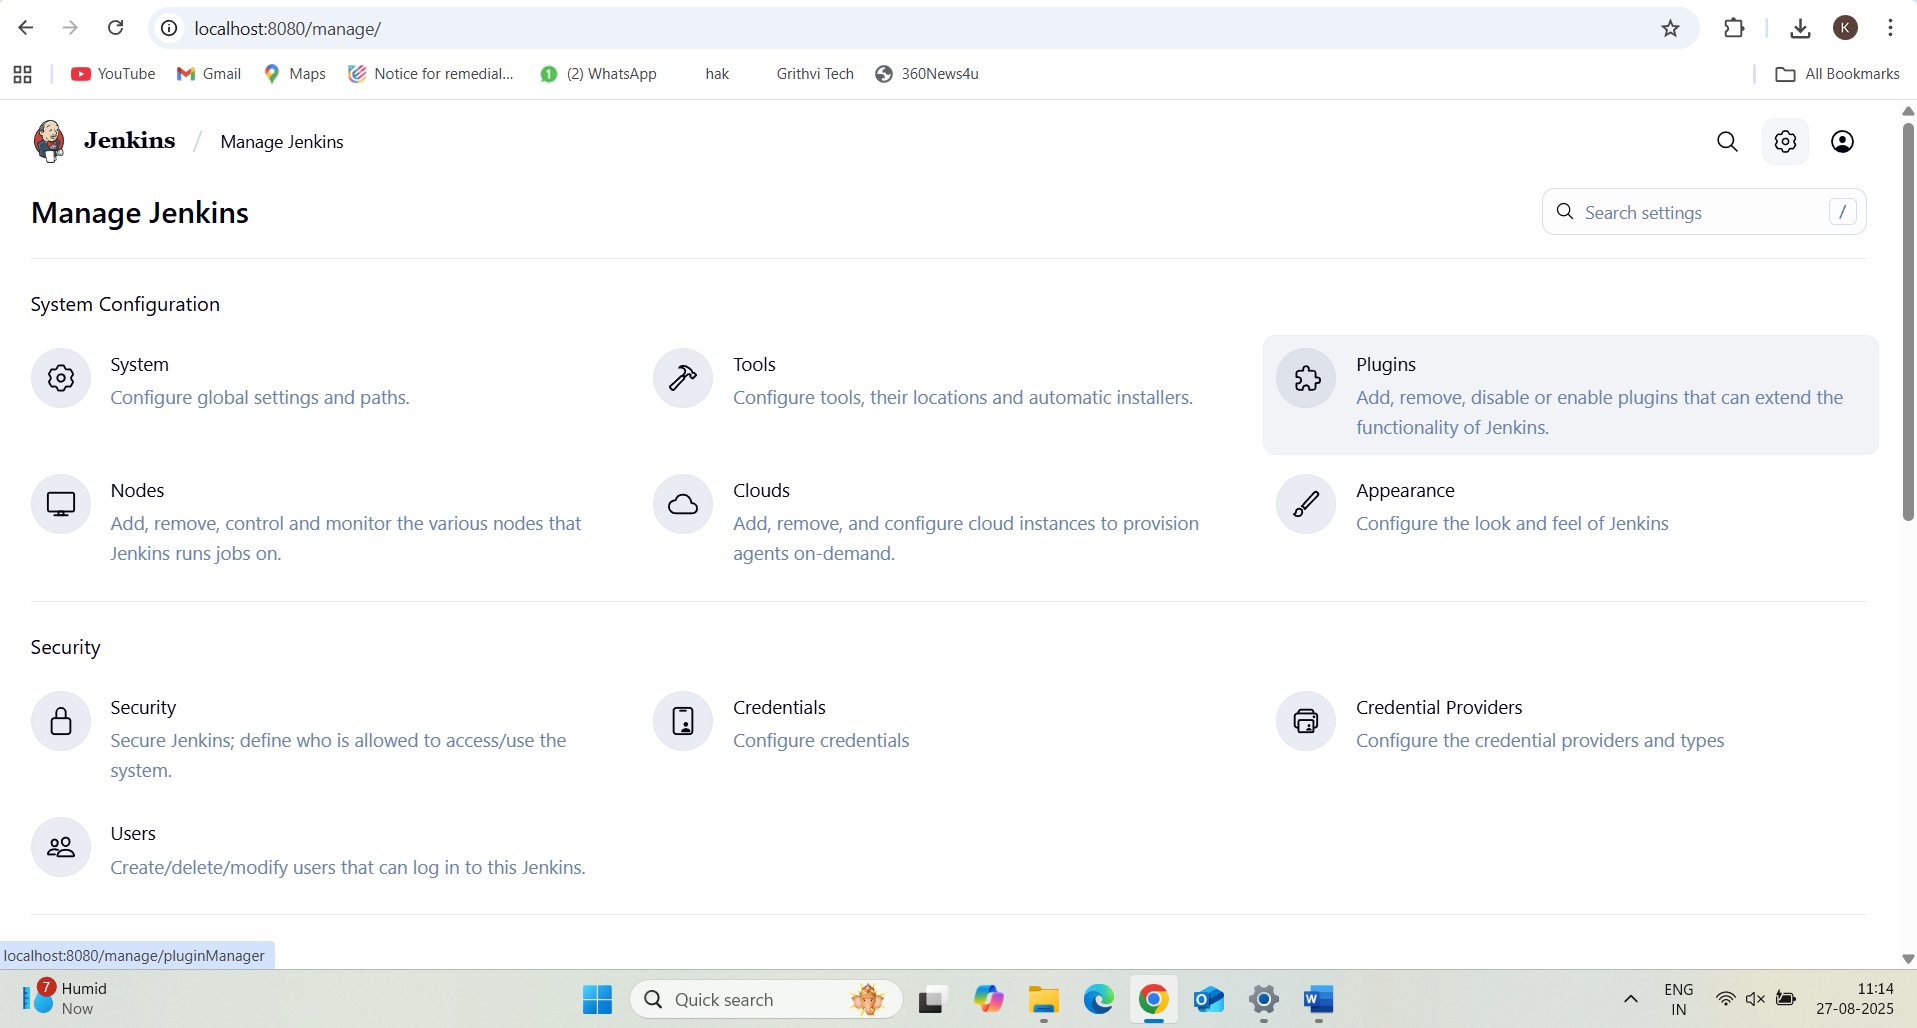 localhost:8080/manage/
K
YouTube
Gmail
Maps
Notice for remedial...
1 (2) WhatsApp
hak
Grithvi Tech
360News4u
All Bookmarks
Jenkins / Manage Jenkins
Manage Jenkins
Search settings /
System Configuration
System
Configure global settings and paths.
Tools
Configure tools, their locations and automatic installers.
Plugins
Add, remove, disable or enable plugins that can extend the
functionality of Jenkins.
Nodes
Add, remove, control and monitor the various nodes that
Jenkins runs jobs on.
Clouds
Add, remove, and configure cloud instances to provision
agents on-demand.
Appearance
Configure the look and feel of Jenkins
Security
Security
Secure Jenkins; define who is allowed to access/use the
system.
Credentials
Configure credentials
Credential Providers
Configure the credential providers and types
Users
Create/delete/modify users that can log in to this Jenkins.
localhost:8080/manage/pluginManager
7
Humid
Now
Quick search
O
W
ENG
IN
11:14
27-08-2025